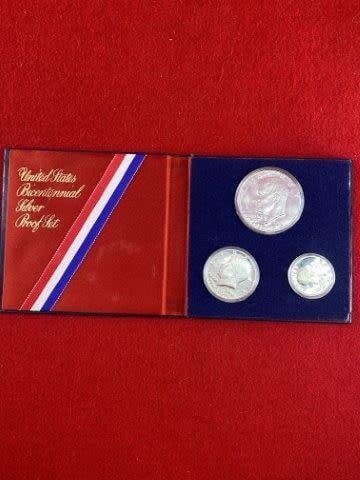 United States
Bicentennial
Silver
Proof Set